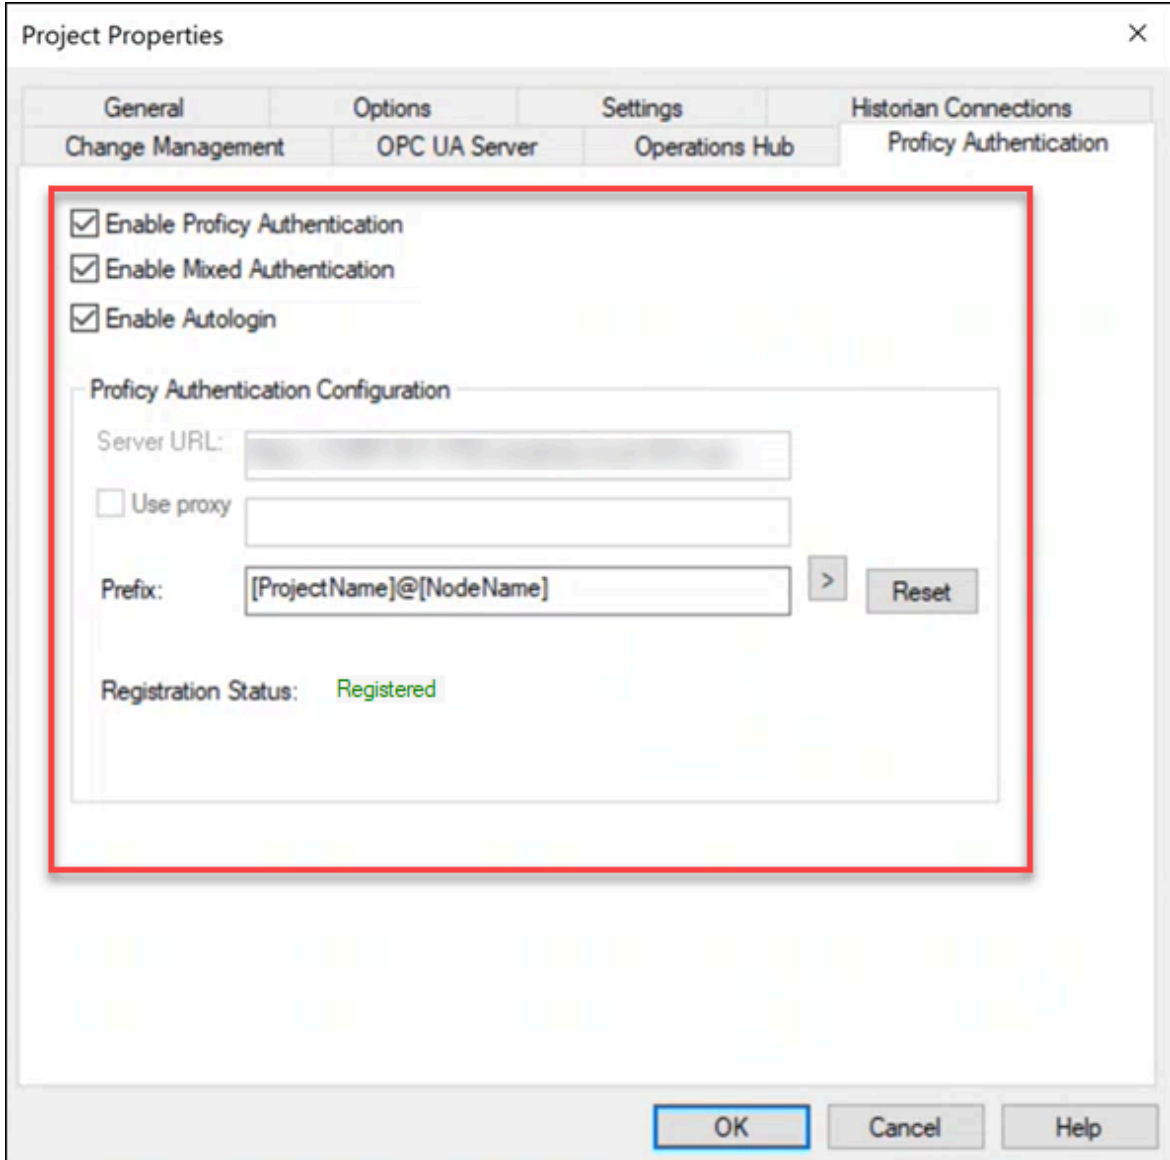 Project Properties
General Options Settings Historian Connections
Change Management OPC UA Server Operations Hub Proficy Authentication
Enable Proficy Authentication
Enable Mixed Authentication
Enable Autologin
Proficy Authentication Configuration
Server URL:
Use proxy
Prefix: [ProjectName]@[NodeName] > Reset
Registration Status: Registered
OK Cancel Help